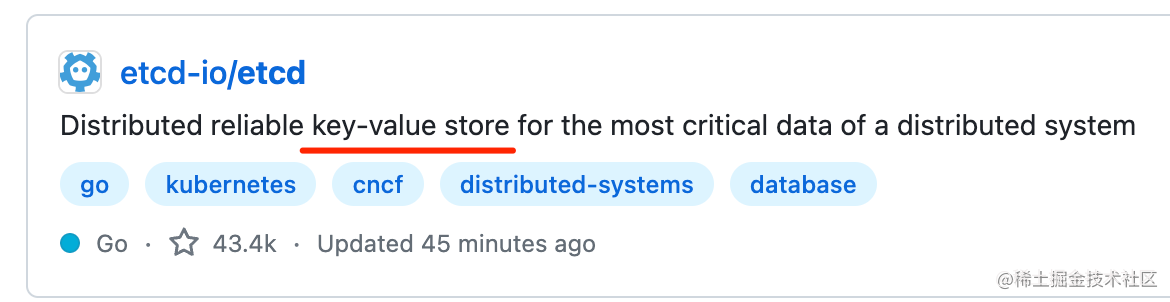 etcd-io/etcd
Distributed reliable key-value store for the most critical data of a distributed system
go kubernetes cncf distributed-systems database
Go · 43.4k · Updated 45 minutes ago
@稀土掘金技术社区